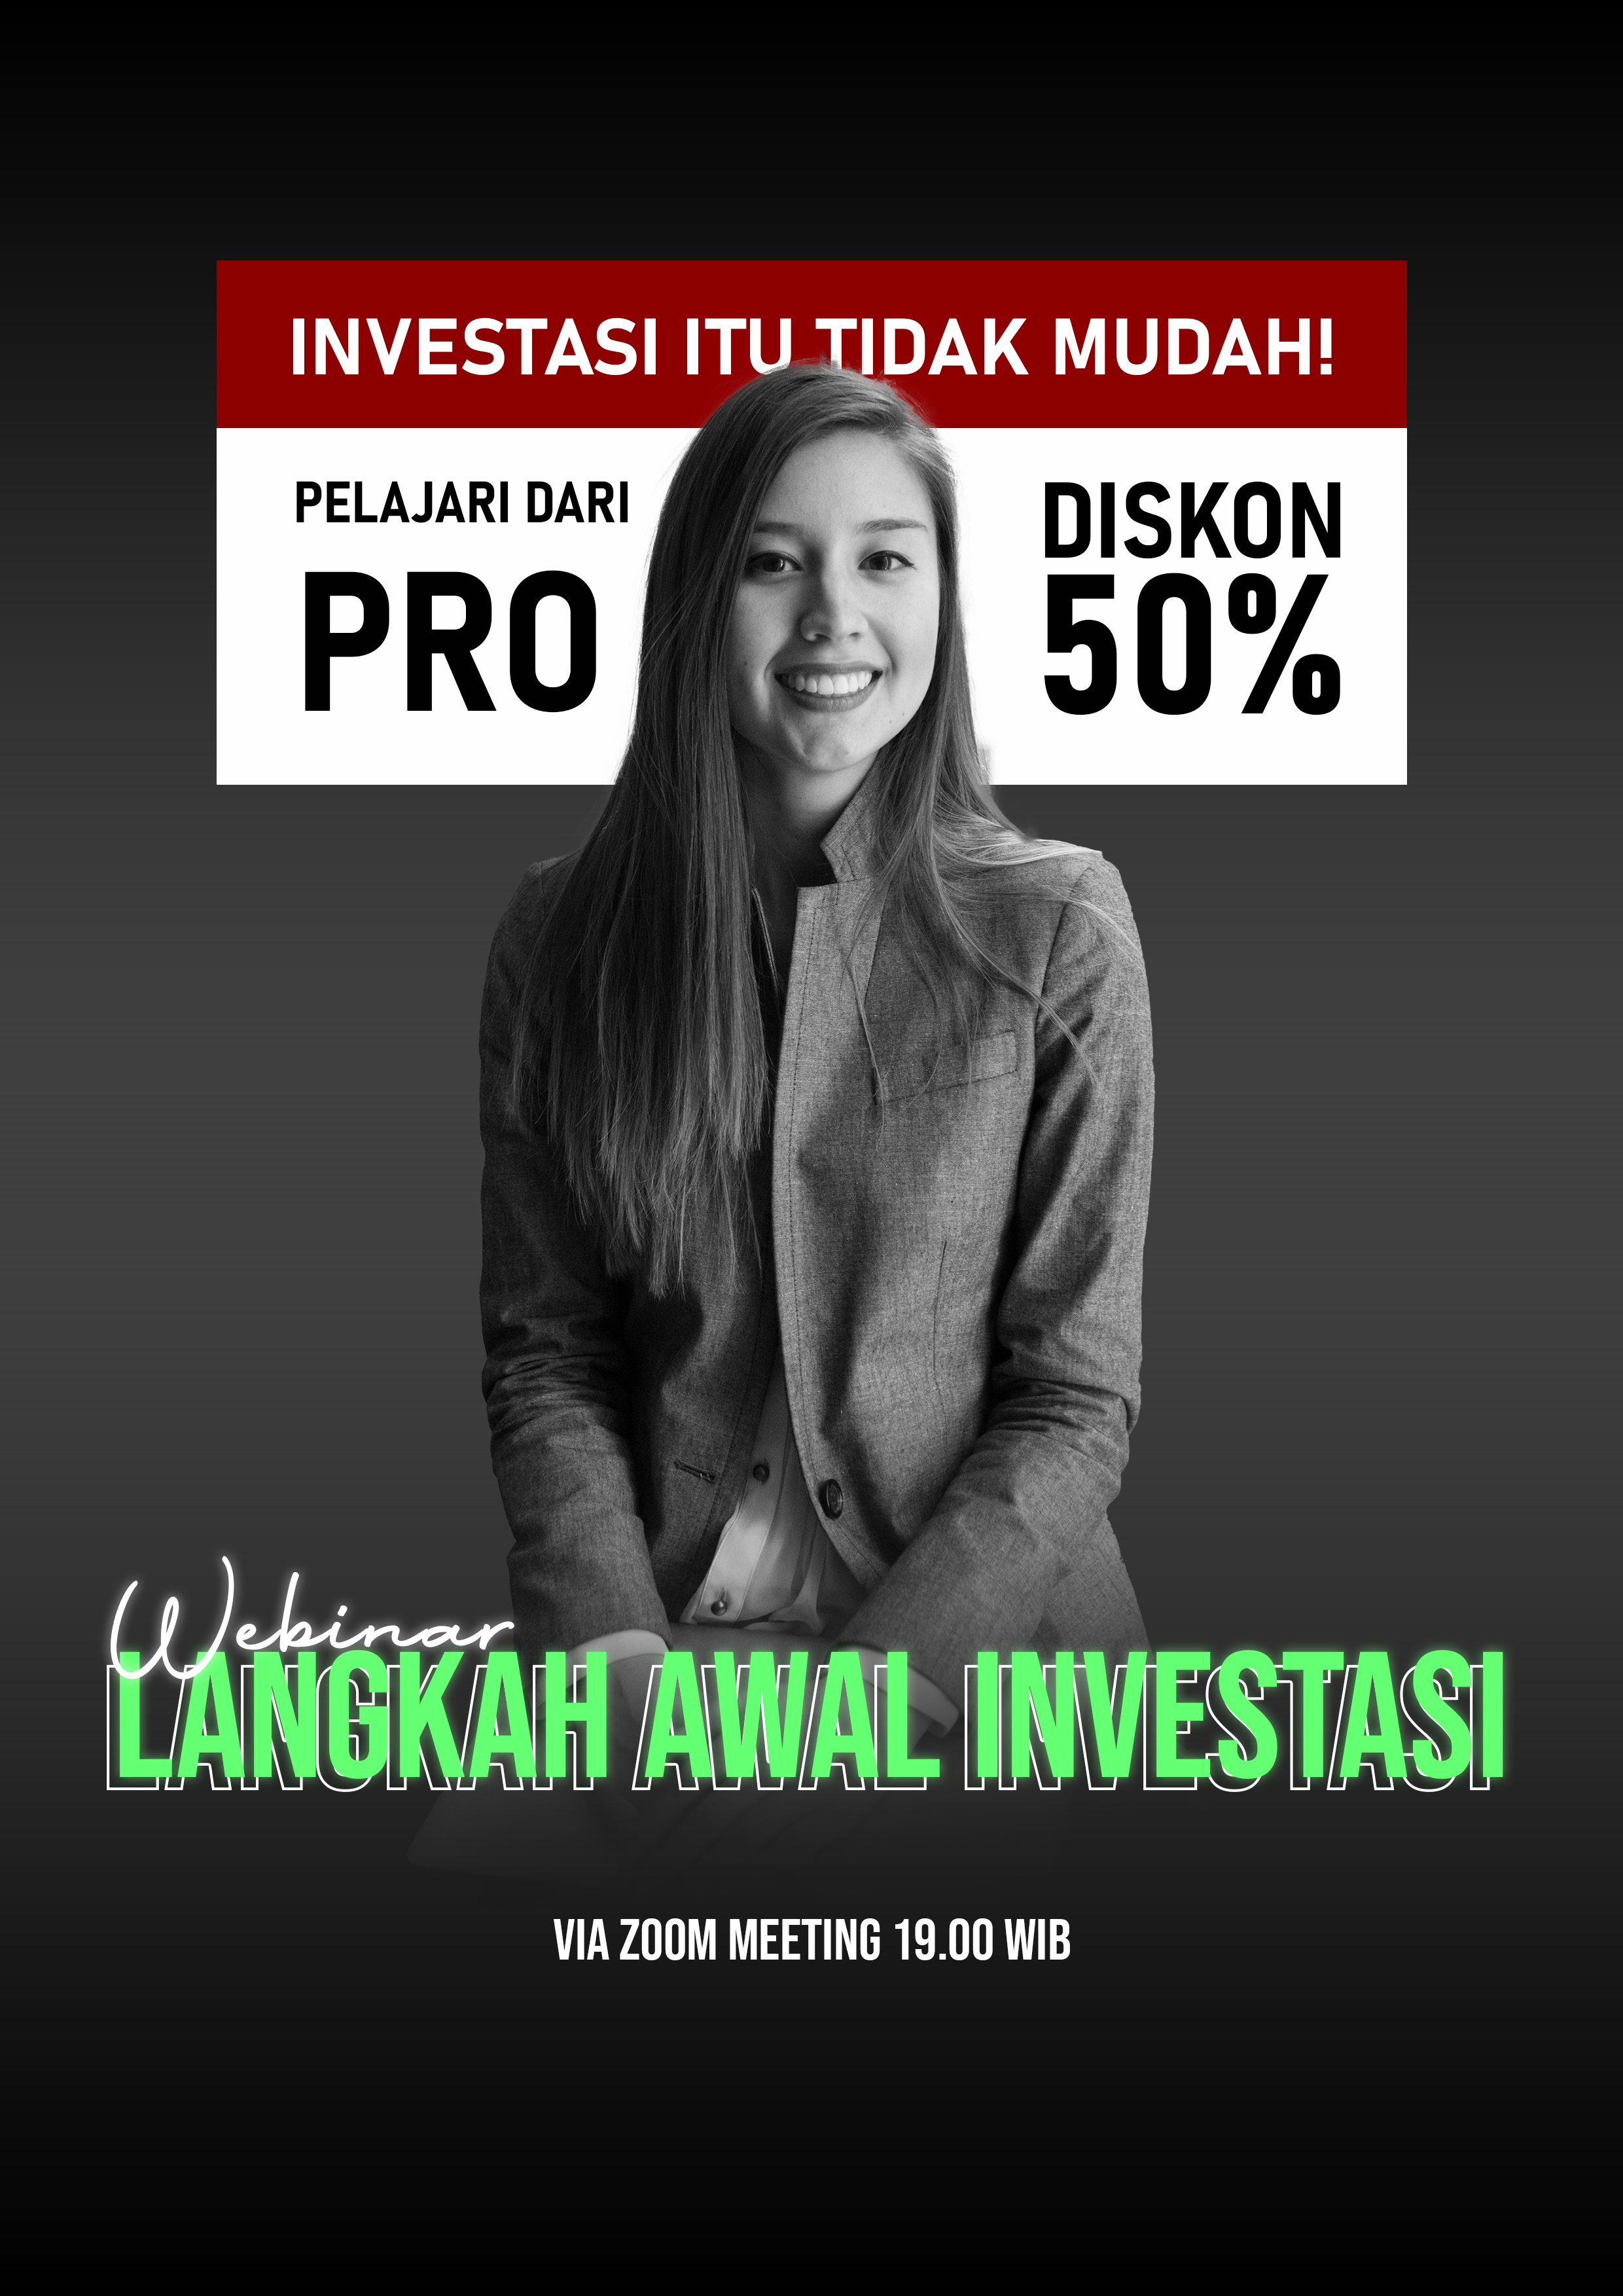 INVESTASI ITU TIDAK MUDAH!
PELAJARI DARI
PRO
DISKON
50%
Webinar
LANGKAH AWAL INVESTASI
VIA ZOOM MEETING 19.00 WIB